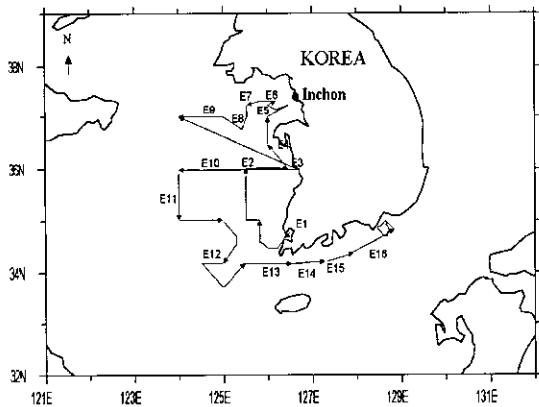 N
KOREA
Inchon
38N
36N
34N
32N
E7 E6
E9 E8 E5
E4
E10 E2 E3
E11
E1
E12
E13 E14 E15 E16
121E 123E 125E 127E 129E 131E